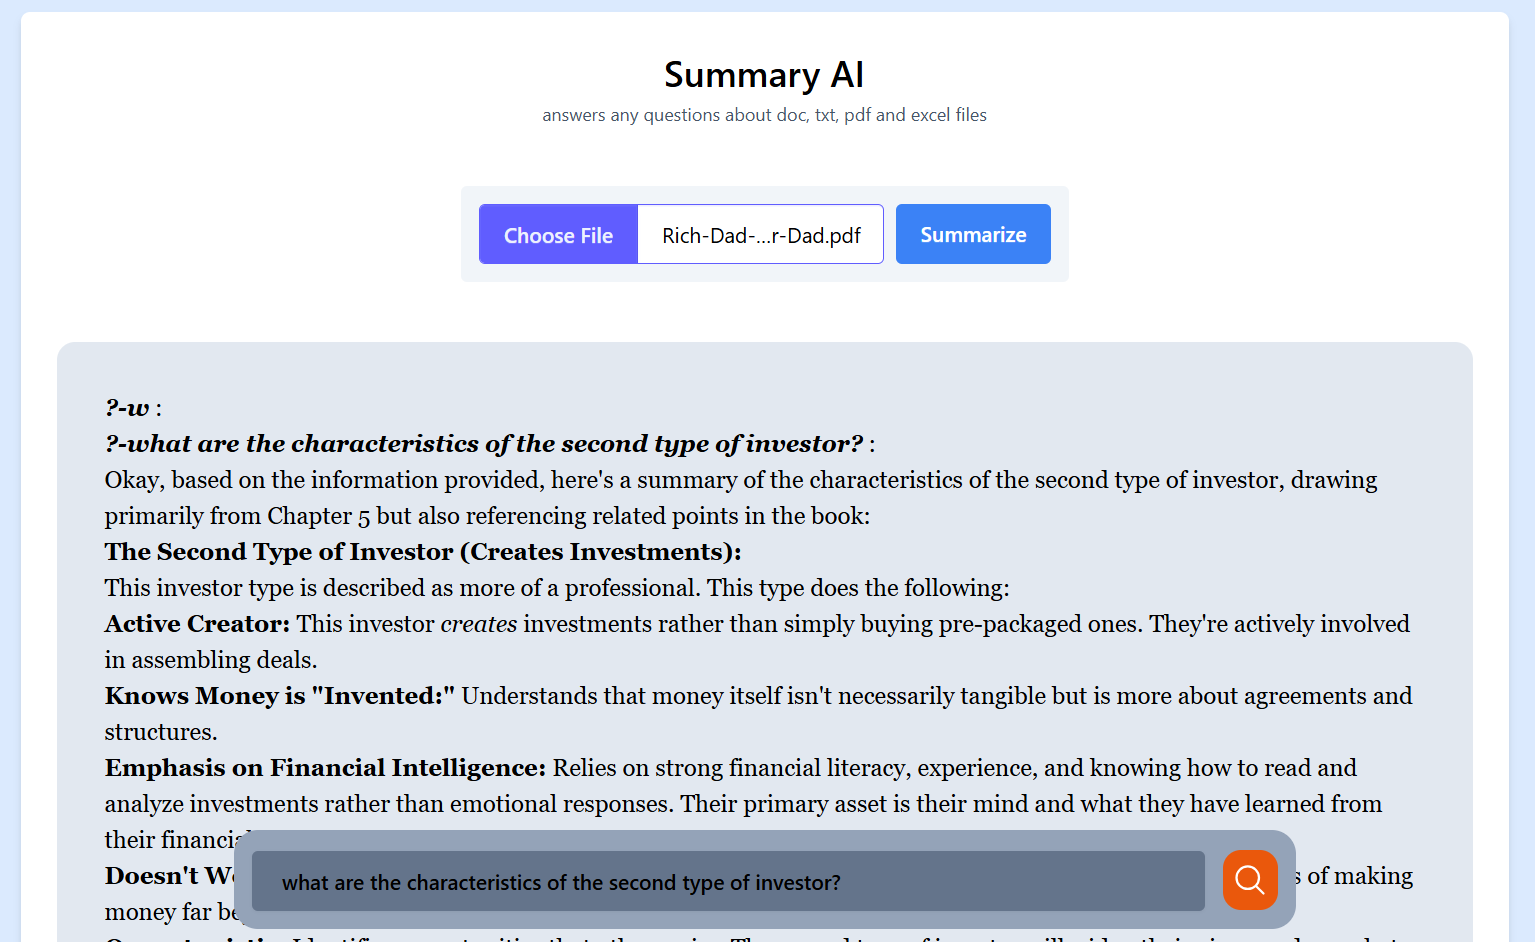 Summary AI
answers any questions about doc, txt, pdf and excel files
Choose File Rich-Dad-...r-Dad.pdf Summarize
?-w :
?-what are the characteristics of the second type of investor? :
Okay, based on the information provided, here's a summary of the characteristics of the second type of investor, drawing
primarily from Chapter 5 but also referencing related points in the book:
The Second Type of Investor (Creates Investments):
This investor type is described as more of a professional. This type does the following:
Active Creator: This investor creates investments rather than simply buying pre-packaged ones. They're actively involved
in assembling deals.
Knows Money is "Invented:" Understands that money itself isn't necessarily tangible but is more about agreements and
structures.
Emphasis on Financial Intelligence: Relies on strong financial literacy, experience, and knowing how to read and
analyze investments rather than emotional responses. Their primary asset is their mind and what they have learned from
their financial
Doesn't of making
what are the characteristics of the second type of investor?
money far